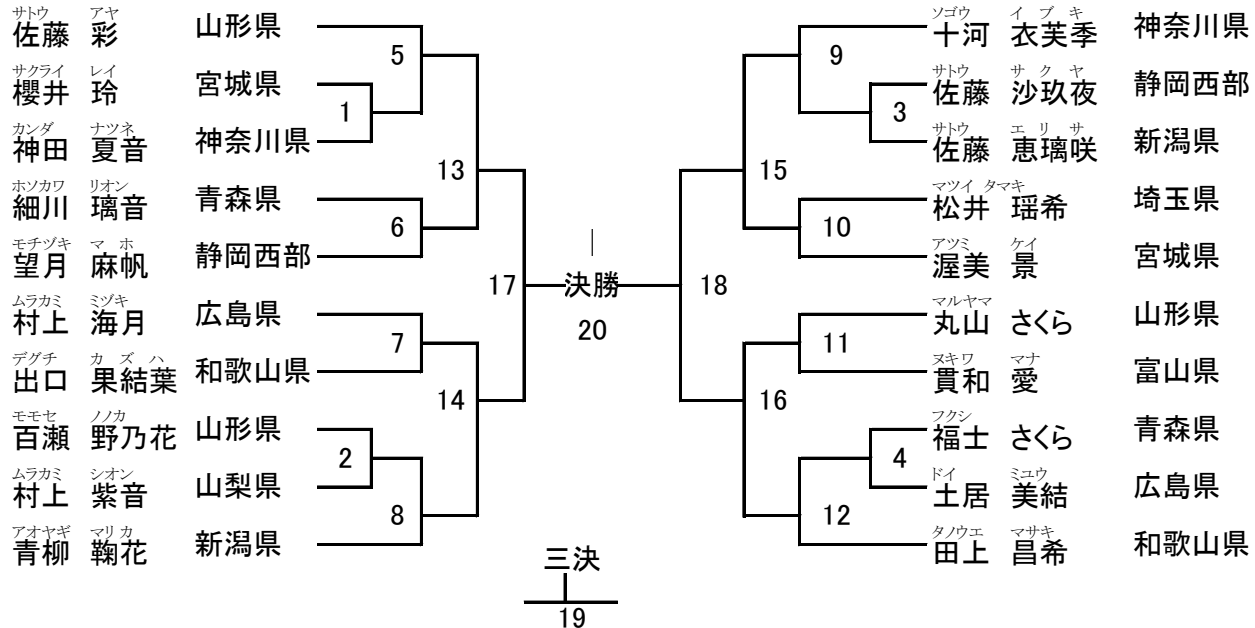 サトウ アヤ
佐藤 彩 山形県
サクライ レイ
櫻井 玲 宮城県
カンダ ナツネ
神田 夏音 神奈川県
ホソカワ リオン
細川 璃音 青森県
モチヅキ マホ
望月 麻帆 静岡西部
ムラカミ ミヅキ
村上 海月 広島県
デグチ カズハ
出口 果結葉 和歌山県
モモセ ノノカ
百瀬 野乃花 山形県
ムラカミ シオン
村上 紫音 山梨県
アオヤギ マリカ
青柳 鞠花 新潟県
5
1
13
6
17
7
14
2
8
決勝
20
三決
19
9
3
15
10
18
11
16
4
12
ソゴウ イブキ
十河 衣芙季 神奈川県
サトウ サクヤ
佐藤 沙玖夜 静岡西部
サトウ エリサ
佐藤 恵璃咲 新潟県
マツイ タマキ
松井 瑶希 埼玉県
アツミ ケイ
渥美 景 宮城県
マルヤマ
丸山 さくら 山形県
ヌキワ マナ
貫和 愛 富山県
フクシ
福士 さくら 青森県
ドイ ミユウ
土居 美結 広島県
タノウエ マサキ
田上 昌希 和歌山県